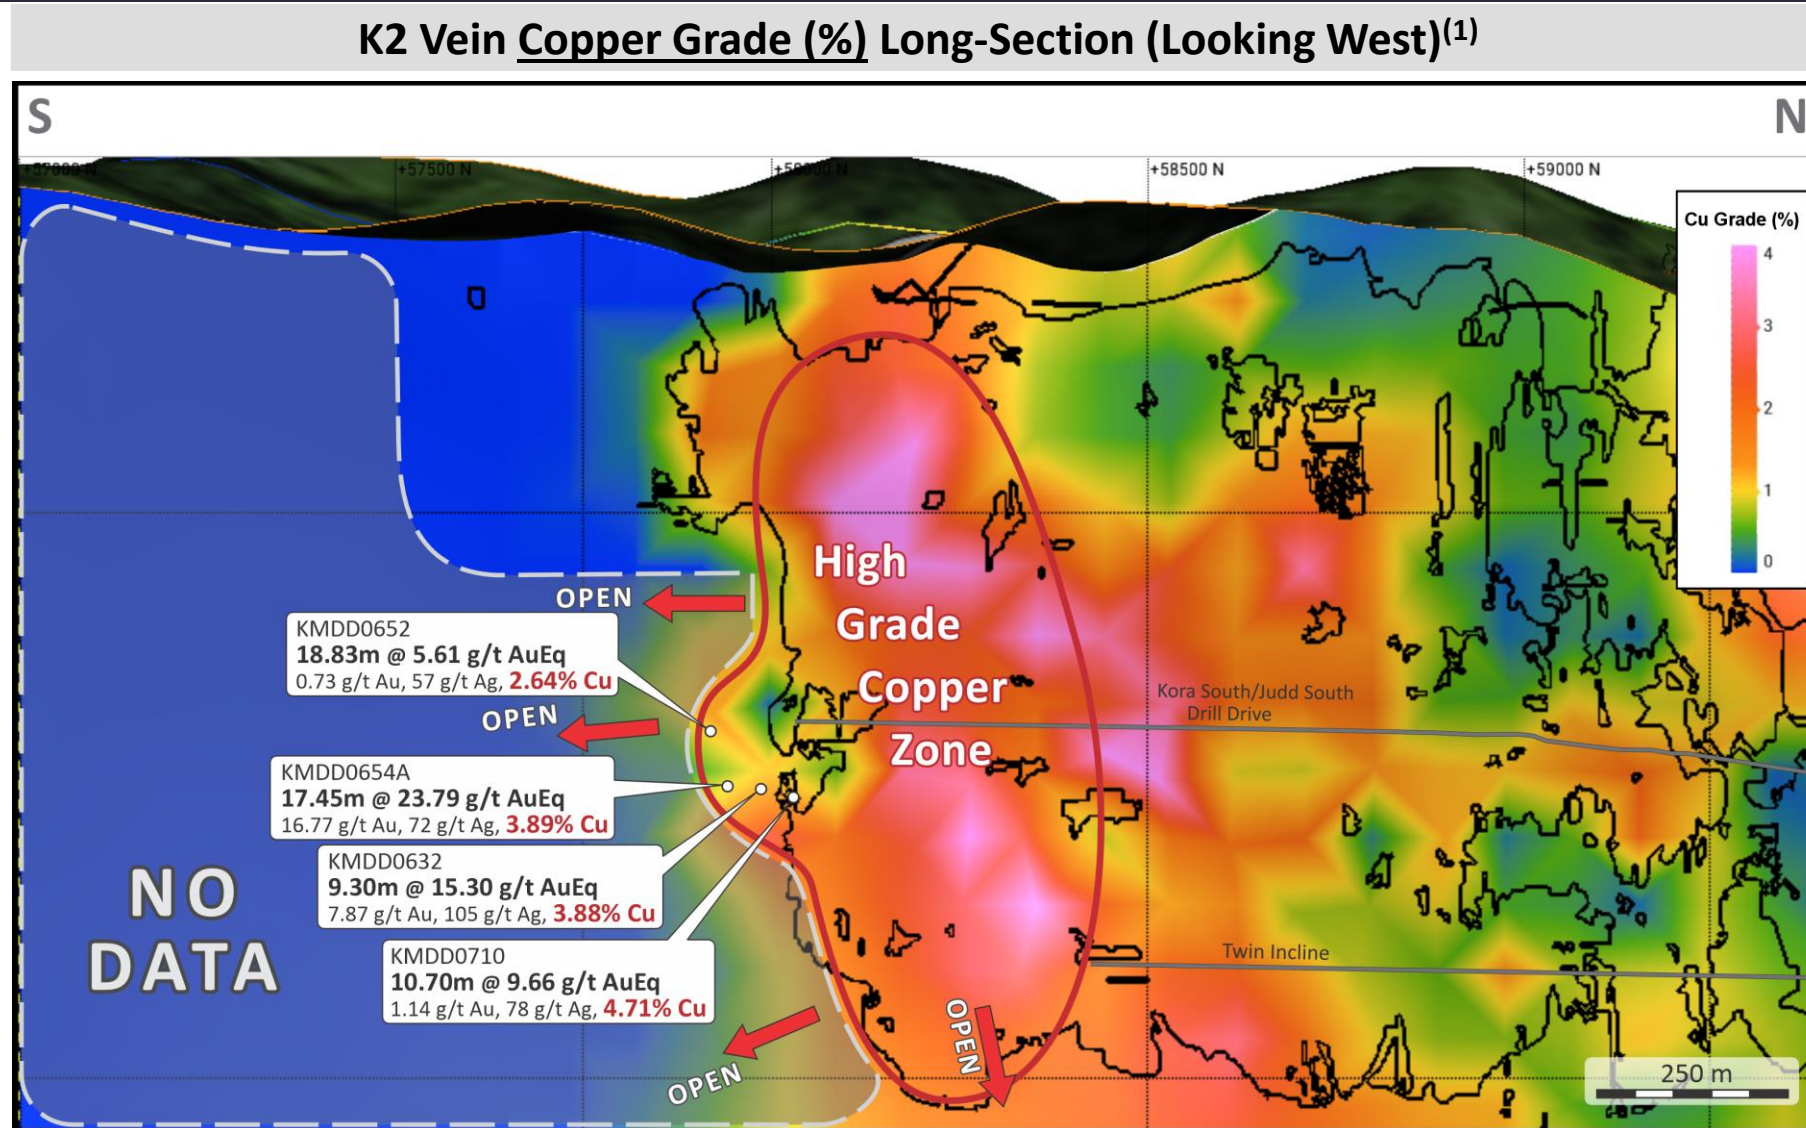 K2 Vein Copper Grade (%) Long-Section (Looking West)(1)
S
N
+57000 N
+57500 N
+58000 N
+58500 N
+59000 N
Cu Grade (%)
4
3
2
1
0
High
Grade
Copper
Zone
OPEN
KMDD0652
18.83m @ 5.61 g/t AuEq
0.73 g/t Au, 57 g/t Ag, 2.64% Cu
OPEN
Kora South/Judd South
Drill Drive
KMDD0654A
17.45m @ 23.79 g/t AuEq
16.77 g/t Au, 72 g/t Ag, 3.89% Cu
KMDD0632
9.30m @ 15.30 g/t AuEq
7.87 g/t Au, 105 g/t Ag, 3.88% Cu
NO
DATA
KMDD0710
10.70m @ 9.66 g/t AuEq
1.14 g/t Au, 78 g/t Ag, 4.71% Cu
Twin Incline
OPEN
OPEN
250 m